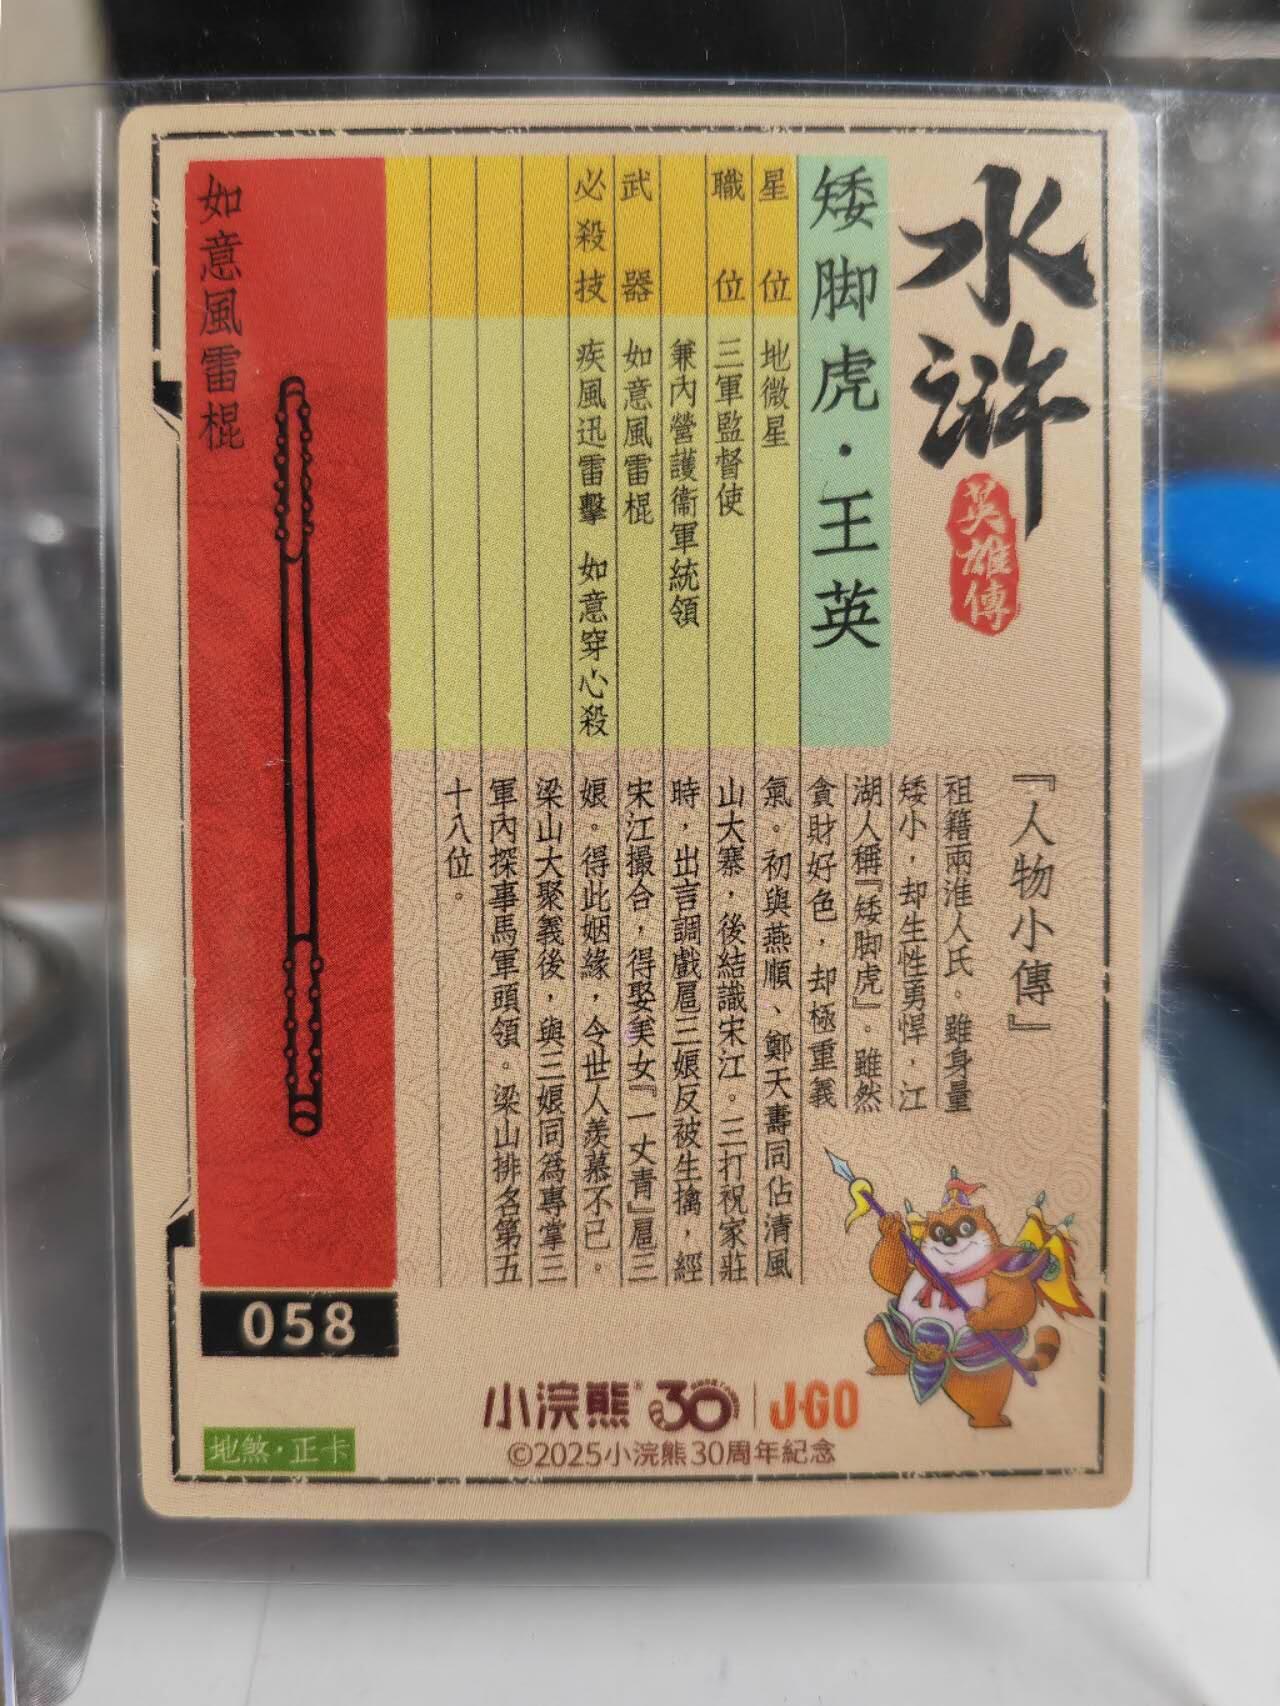 水滸
英雄傳
矮脚虎·王英
星位 地微星
職位 三軍監督使
兼內營護衞軍統領
武器 如意風雷棍
必殺技 疾風迅雷擊 如意穿心殺
如意風雷棍
『人物小傳』
祖籍兩淮人氏。雖身量
矮小，却生性勇悍，江
湖人稱『矮脚虎』。雖然
貪財好色，却極重義
氣。初與燕順、鄭天壽同佔清風
山大寨，後結識宋江。三打祝家莊
時，出言調戲扈三娘反被生擒，經
宋江撮合，得娶美女『一丈青』扈三
娘。得此姻緣，令世人羨慕不已。
梁山大聚義後，與三娘同為專掌三
軍內探事馬軍頭領。梁山排名第五
十八位。
058
地煞·正卡
小浣熊® 30 J·GO
©2025小浣熊30周年紀念